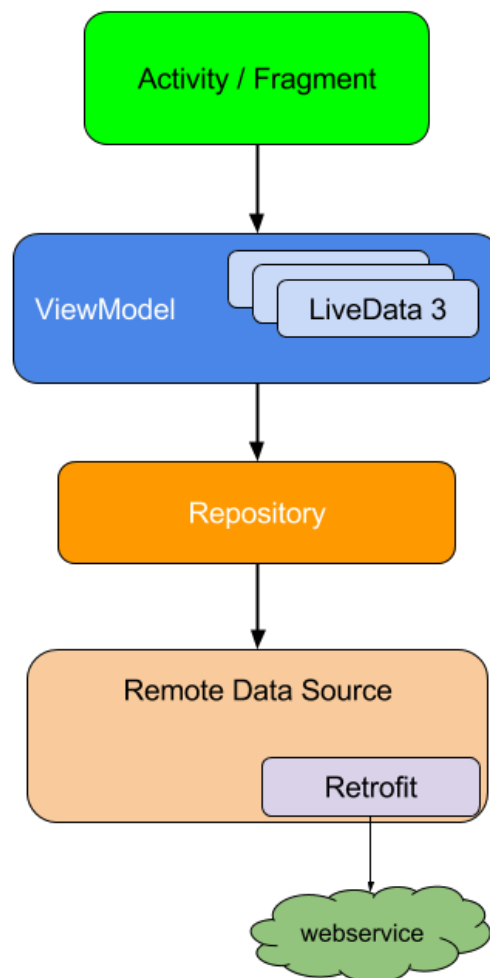 Activity / Fragment
ViewModel
LiveData 3
Repository
Remote Data Source
Retrofit
webservice